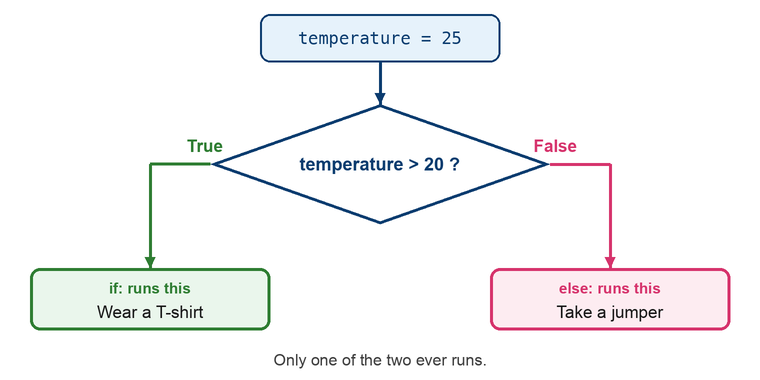 temperature = 25
True
False
temperature > 20 ?
if: runs this
Wear a T-shirt
else: runs this
Take a jumper
Only one of the two ever runs.